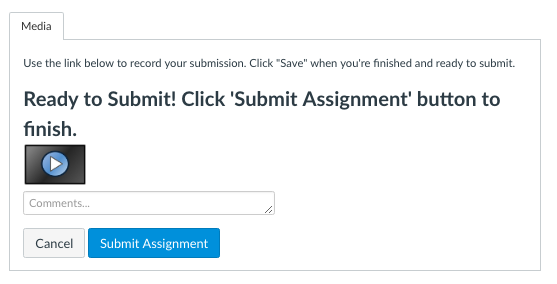 Media
Use the link below to record your submission. Click "Save" when you're finished and ready to submit.
Ready to Submit! Click 'Submit Assignment' button to
finish.
Comments...
Cancel
Submit Assignment